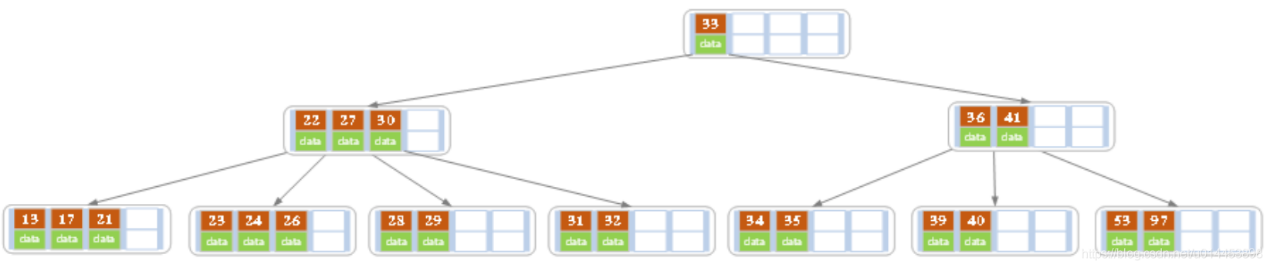 33
data
22 27 30
data data data
36 41
data data
13 17 21
data data data
23 24 26
data data data
28 29
data data
31 32
data data
34 35
data data
39 40
data data
53 97
data data